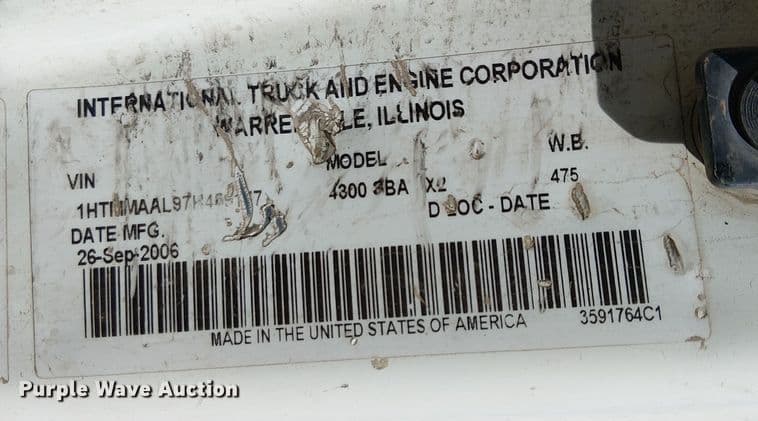 INTERNATIONAL TRUCK AND ENGINE CORPORATION
ILLINOIS
MODEL W.B.
VIN 4300 X2 475
DATE MFG. DATE
26-Sep-2006
MADE IN THE UNITED STATES OF AMERICA 3591764C1
Purple Wave Auction